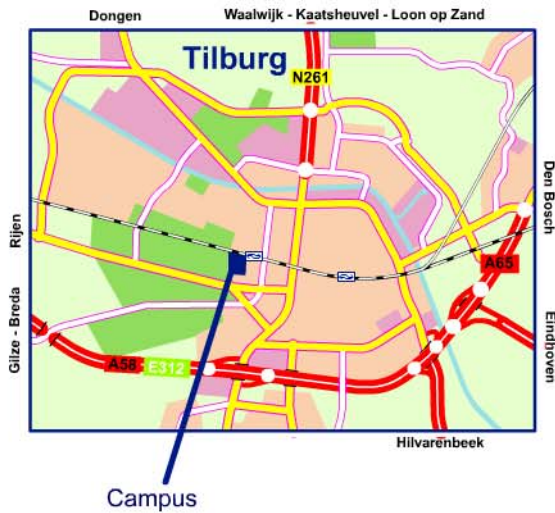 Dongen
Waalwijk - Kaatsheuvel - Loon op Zand
Tilburg
N261
Den Bosch
Rijen
A65
Gilze - Breda
Eindhoven
A58
E312
Hilvarenbeek
Campus